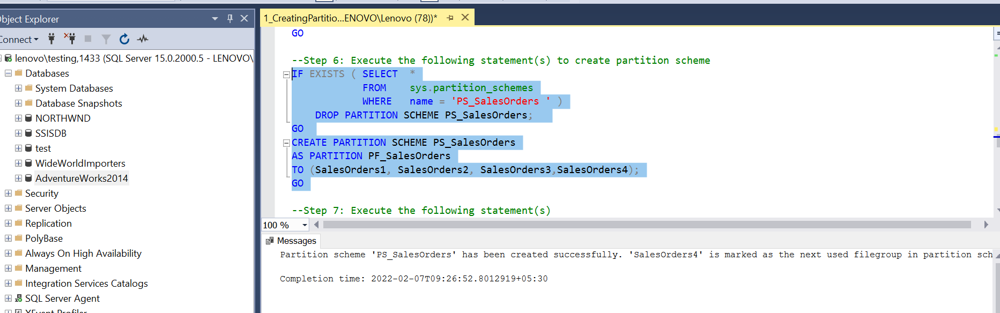 Object Explorer
Connect
lenovo\testing,1433 (SQL Server 15.0.2000.5 - LENOVO\
Databases
System Databases
Database Snapshots
NORTHWND
SSISDB
test
WideWorldImporters
AdventureWorks2014
Security
Server Objects
Replication
PolyBase
Always On High Availability
Management
Integration Services Catalogs
SQL Server Agent
XEvent Profiler
1_CreatingPartitio...ENOVO\Lenovo (78))*
GO
--Step 6: Execute the following statement(s) to create partition scheme
IF EXISTS ( SELECT *
FROM sys.partition_schemes
WHERE name = 'PS_SalesOrders ' )
DROP PARTITION SCHEME PS_SalesOrders;
GO
CREATE PARTITION SCHEME PS_SalesOrders
AS PARTITION PF_SalesOrders
TO (SalesOrders1, SalesOrders2, SalesOrders3,SalesOrders4);
GO
--Step 7: Execute the following statement(s)
100 %
Messages
Partition scheme 'PS_SalesOrders' has been created successfully. 'SalesOrders4' is marked as the next used filegroup in partition sch
Completion time: 2022-02-07T09:26:52.8012919+05:30